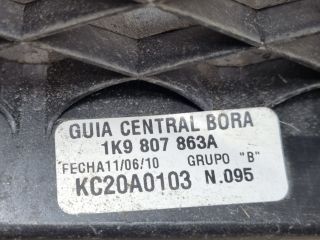 GUIA CENTRAL BORA
1K9 807 863A
FECHA11/06/10 GRUPO "B"
KC20A0103 N.095